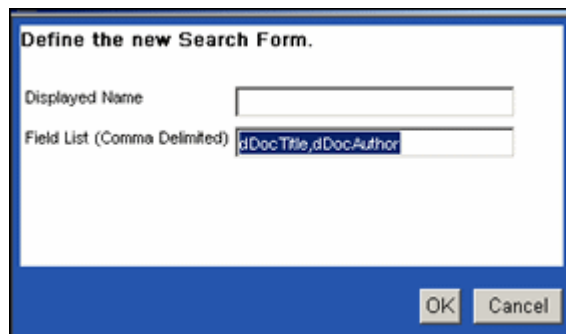 Define the new Search Form.
Displayed Name
Field List (Comma Delimited) dDocTitle,dDocAuthor
OK Cancel